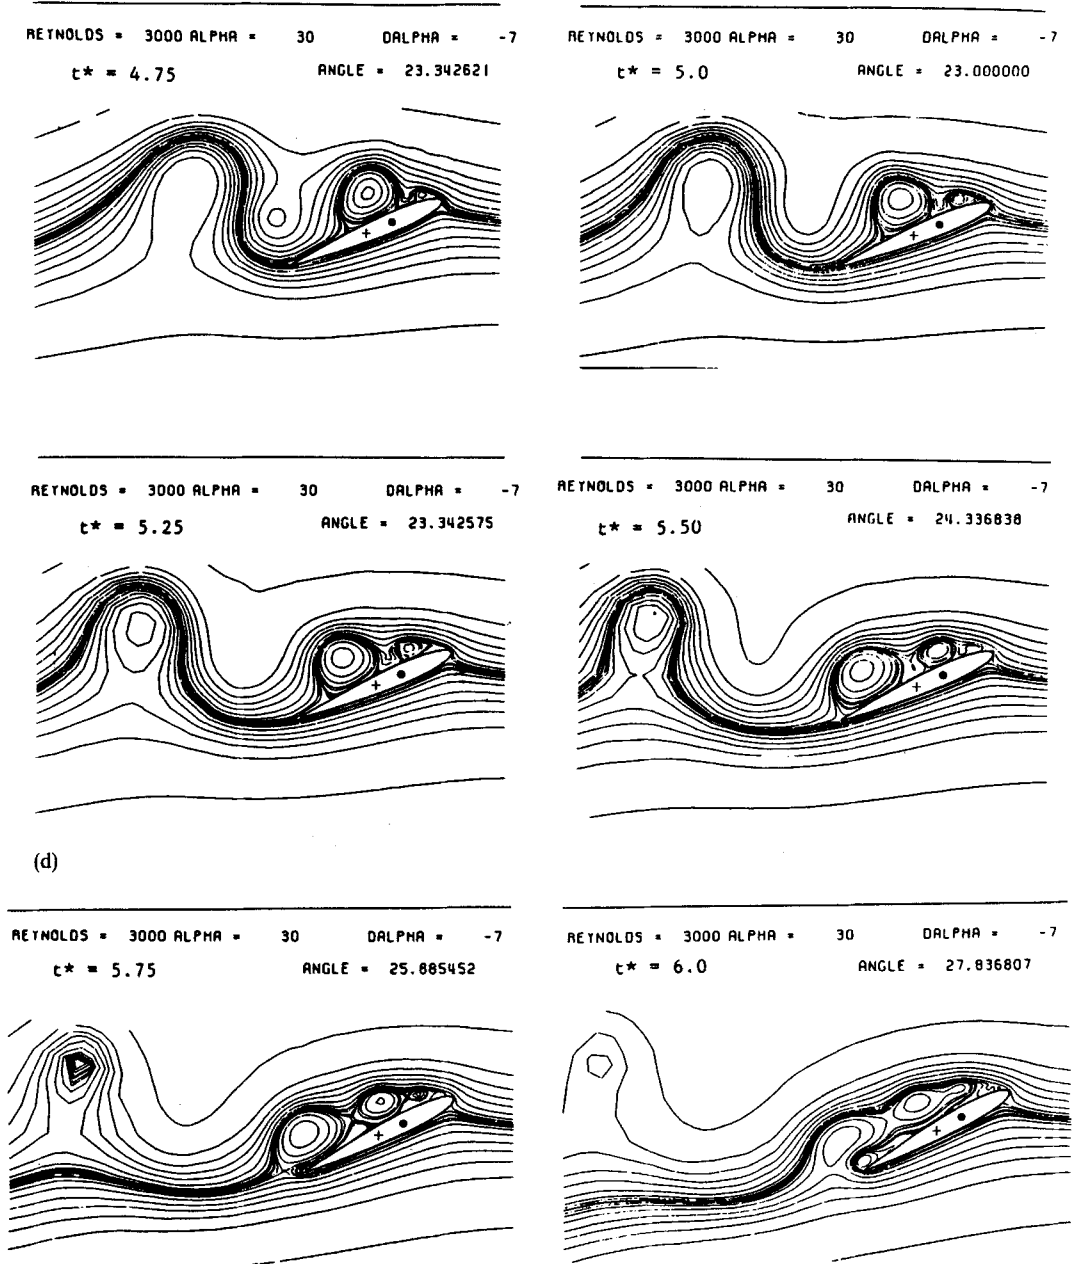 REYNOLDS = 3000 ALPHA = 30 DALPHA = -7
t* = 4.75 ANGLE = 23.342621
REYNOLDS = 3000 ALPHA = 30 DALPHA = -7
t* = 5.0 ANGLE = 23.000000
REYNOLDS = 3000 ALPHA = 30 DALPHA = -7
t* = 5.25 ANGLE = 23.342575
REYNOLDS = 3000 ALPHA = 30 DALPHA = -7
t* = 5.50 ANGLE = 24.336838
(d)
REYNOLDS = 3000 ALPHA = 30 DALPHA = -7
t* = 5.75 ANGLE = 25.885452
REYNOLDS = 3000 ALPHA = 30 DALPHA = -7
t* = 6.0 ANGLE = 27.836807